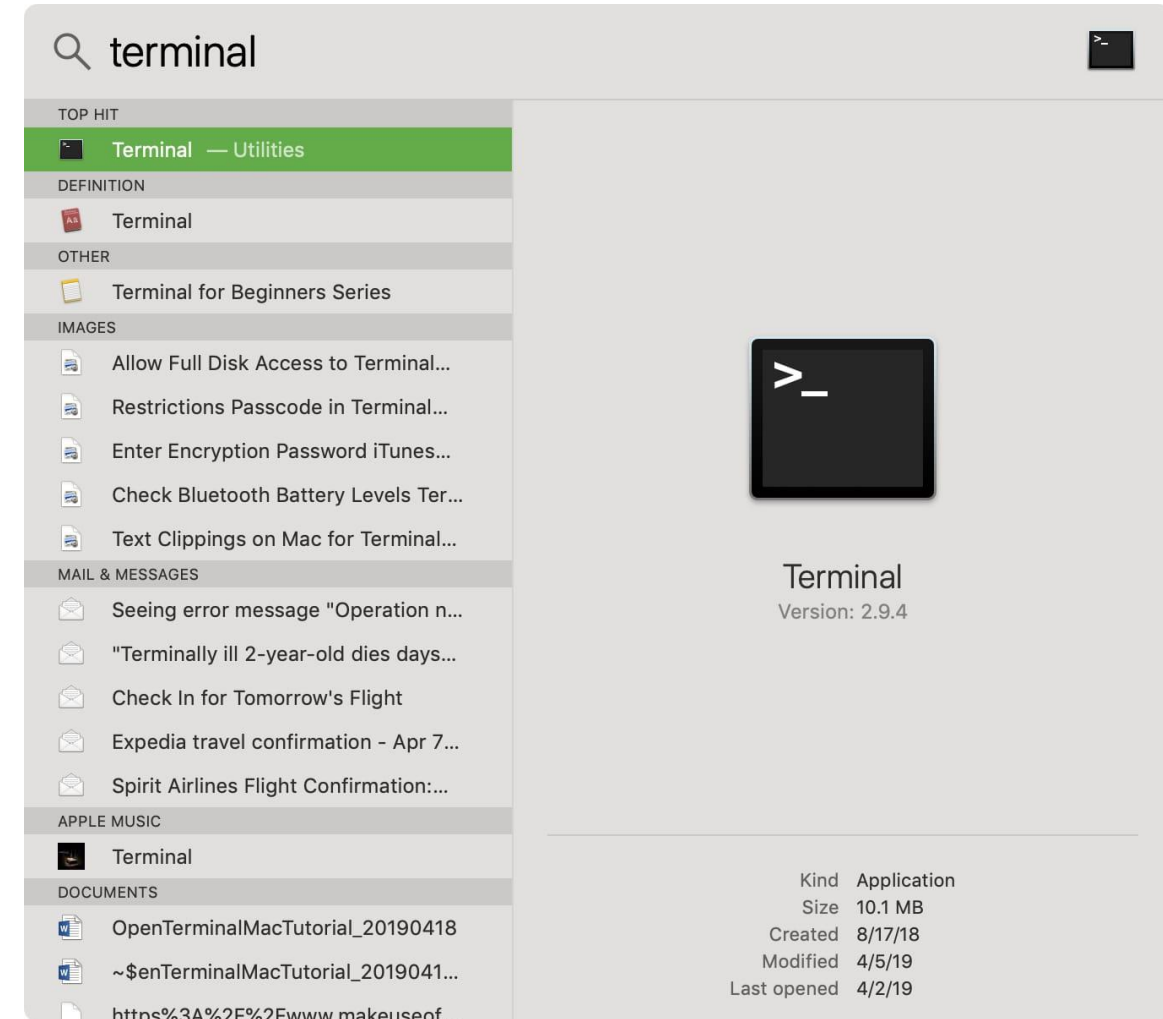 terminal
TOP HIT
Terminal — Utilities
DEFINITION
Terminal
OTHER
Terminal for Beginners Series
IMAGES
Allow Full Disk Access to Terminal...
Restrictions Passcode in Terminal...
Enter Encryption Password iTunes...
Check Bluetooth Battery Levels Ter...
Text Clippings on Mac for Terminal...
MAIL & MESSAGES
Seeing error message "Operation n...
"Terminally ill 2-year-old dies days...
Check In for Tomorrow's Flight
Expedia travel confirmation - Apr 7...
Spirit Airlines Flight Confirmation:...
APPLE MUSIC
Terminal
DOCUMENTS
OpenTerminalMacTutorial_20190418
~$enTerminalMacTutorial_2019041...
https%3A%2F%2Fwww.makeuseof
>_
Terminal
Version: 2.9.4
Kind Application
Size 10.1 MB
Created 8/17/18
Modified 4/5/19
Last opened 4/2/19